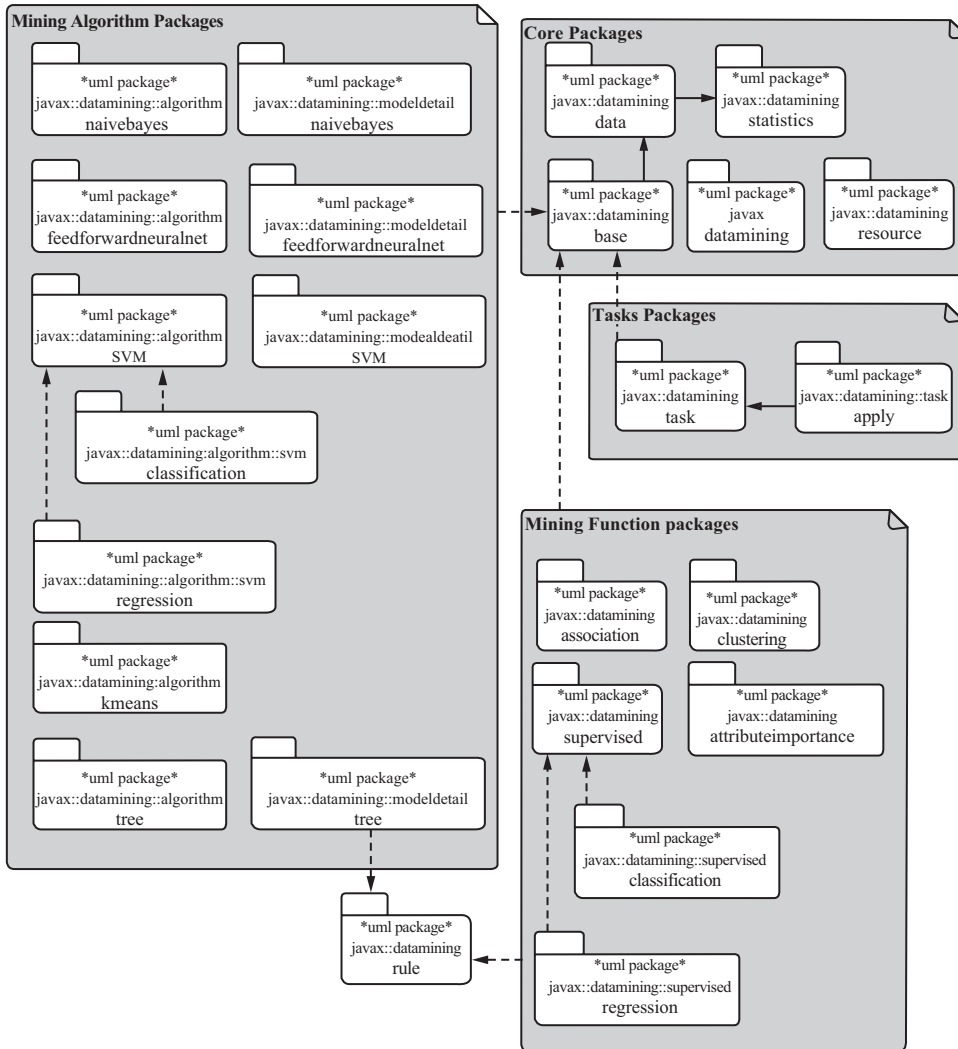 Mining Algorithm Packages
*uml package*
javax::datamining::algorithm
naivebayes
*uml package*
javax::datamining::modeldetail
naivebayes
*uml package*
javax::datamining::algorithm
feedforwardneuralnet
*uml package*
javax::datamining::modeldetail
feedforwardneuralnet
*uml package*
javax::datamining::algorithm
SVM
*uml package*
javax::datamining::modealdeatil
SVM
*uml package*
javax::datamining:algorithm::svm
classification
*uml package*
javax::datamining::algorithm::svm
regression
*uml package*
javax::datamining:algorithm
kmeans
*uml package*
javax::datamining::algorithm
tree
*uml package*
javax::datamining::modeldetail
tree
Core Packages
*uml package*
javax::datamining
data
*uml package*
javax::datamining
statistics
*uml package*
javax::datamining
base
*uml package*
javax
datamining
*uml package*
javax::datamining
resource
Tasks Packages
*uml package*
javax::datamining
task
*uml package*
javax::datamining::task
apply
Mining Function packages
*uml package*
javax::datamining
association
*uml package*
javax::datamining
clustering
*uml package*
javax::datamining
supervised
*uml package*
javax::datamining
attributeimportance
*uml package*
javax::datamining::supervised
classification
*uml package*
javax::datamining::supervised
regression
*uml package*
javax::datamining
rule